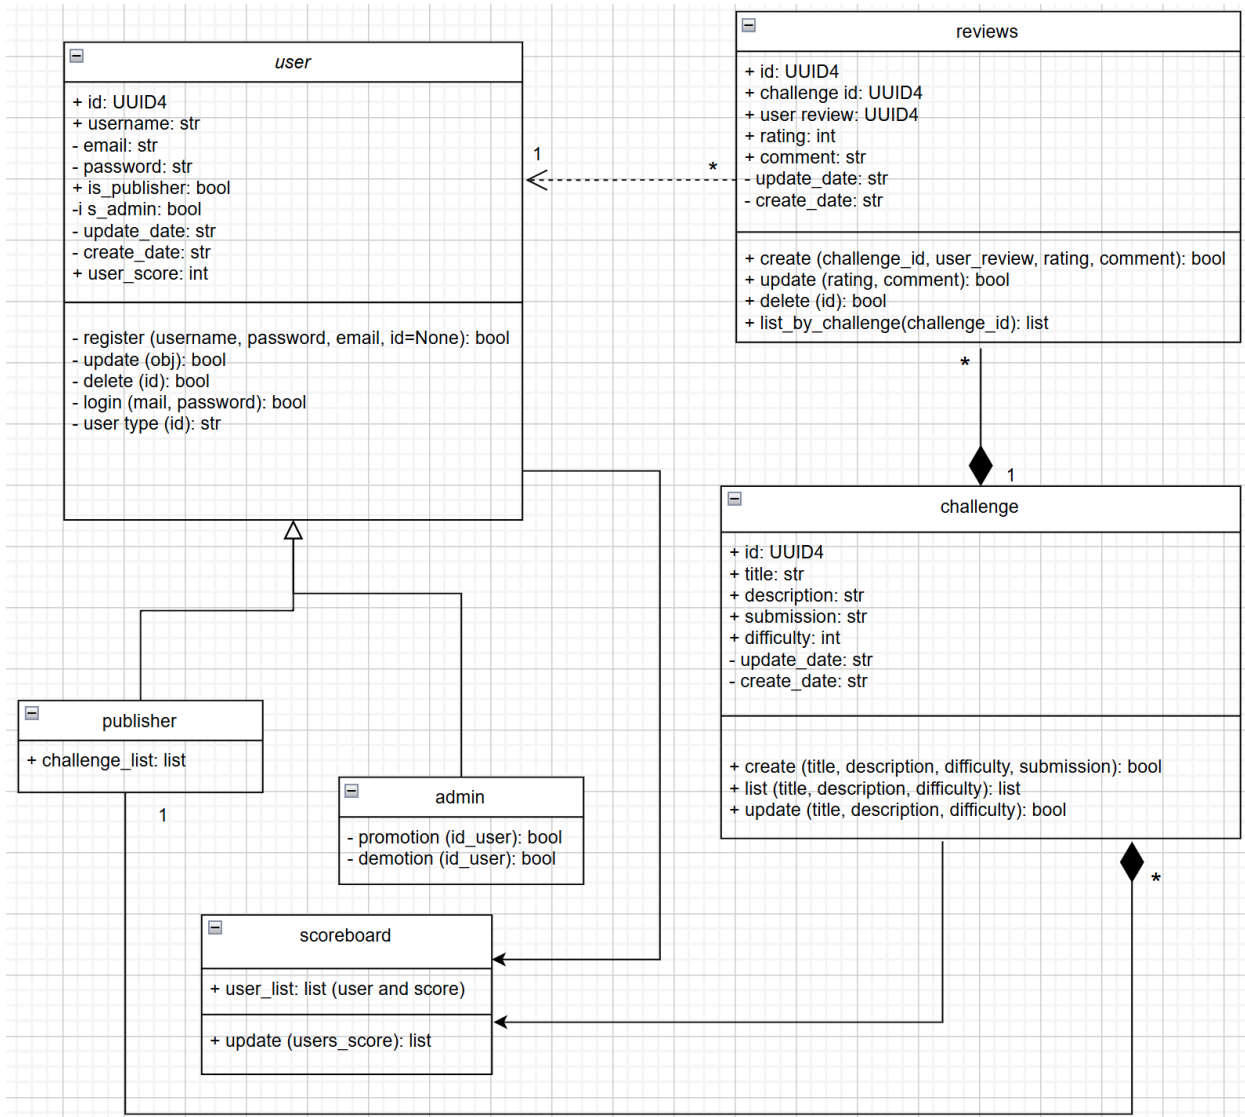 user
+ id: UUID4
+ username: str
- email: str
- password: str
+ is_publisher: bool
-i s_admin: bool
- update_date: str
- create_date: str
+ user_score: int
- register (username, password, email, id=None): bool
- update (obj): bool
- delete (id): bool
- login (mail, password): bool
- user type (id): str
1
*
reviews
+ id: UUID4
+ challenge id: UUID4
+ user review: UUID4
+ rating: int
+ comment: str
- update_date: str
- create_date: str
+ create (challenge_id, user_review, rating, comment): bool
+ update (rating, comment): bool
+ delete (id): bool
+ list_by_challenge(challenge_id): list
*
1
challenge
+ id: UUID4
+ title: str
+ description: str
+ submission: str
+ difficulty: int
- update_date: str
- create_date: str
+ create (title, description, difficulty, submission): bool
+ list (title, description, difficulty): list
+ update (title, description, difficulty): bool
*
publisher
+ challenge_list: list
1
admin
- promotion (id_user): bool
- demotion (id_user): bool
scoreboard
+ user_list: list (user and score)
+ update (users_score): list